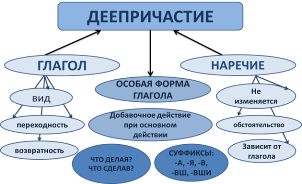 ДЕЕПРИЧАСТИЕ
ГЛАГОЛ
ОСОБАЯ ФОРМА
ГЛАГОЛА
НАРЕЧИЕ
ВИД
переходность
возвратность
Добавочное действие
при основном
действии
Не
изменяется
обстоятельство
Зависит от
глагола
ЧТО ДЕЛАЯ?
ЧТО СДЕЛАВ?
СУФФИКСЫ:
-А, -Я, -В,
-ВШ, -ВШИ